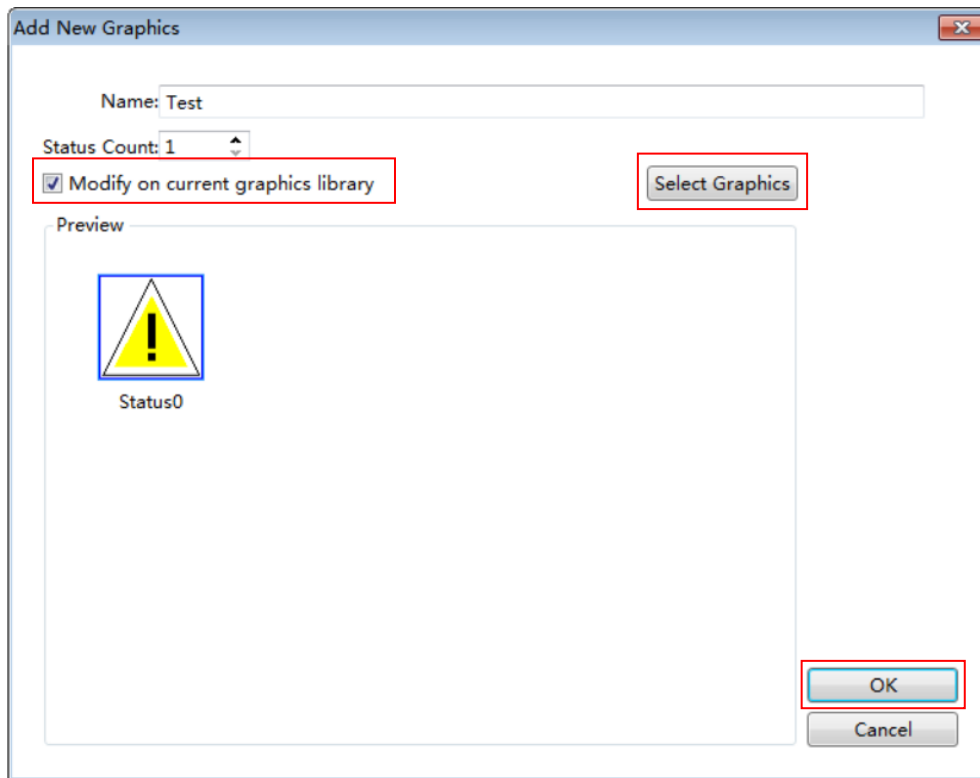 Add New Graphics
Name: Test
Status Count: 1
Modify on current graphics library
Select Graphics
Preview
!
Status0
OK
Cancel